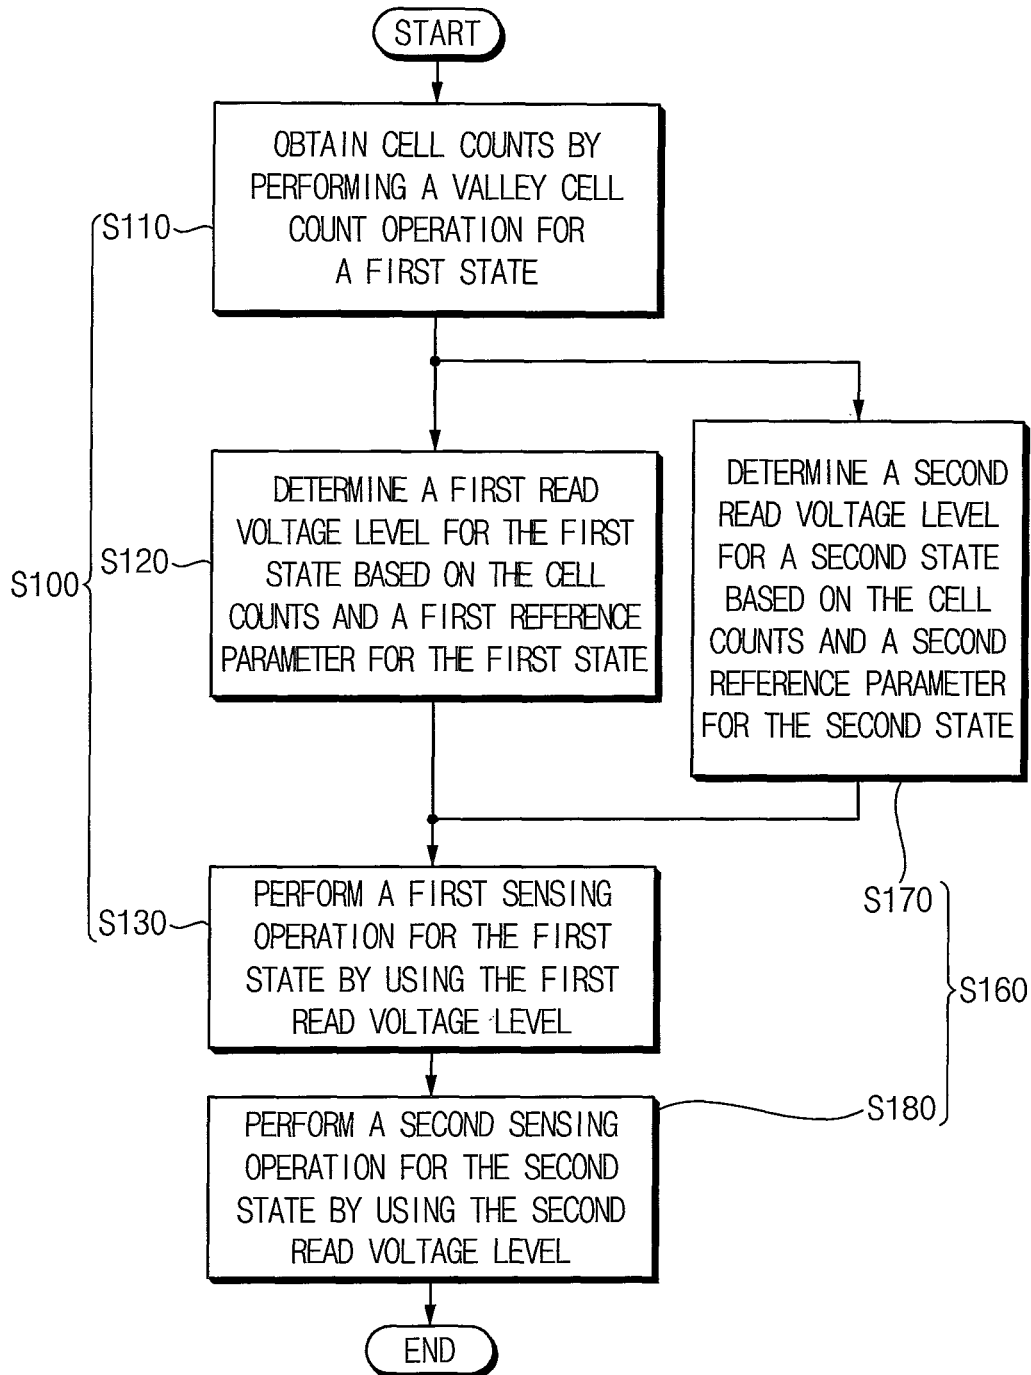 START
OBTAIN CELL COUNTS BY
PERFORMING A VALLEY CELL
COUNT OPERATION FOR
A FIRST STATE
S110
DETERMINE A FIRST READ
VOLTAGE LEVEL FOR THE FIRST
STATE BASED ON THE CELL
COUNTS AND A FIRST REFERENCE
PARAMETER FOR THE FIRST STATE
S120
S100
DETERMINE A SECOND
READ VOLTAGE LEVEL
FOR A SECOND STATE
BASED ON THE CELL
COUNTS AND A SECOND
REFERENCE PARAMETER
FOR THE SECOND STATE
S170
PERFORM A FIRST SENSING
OPERATION FOR THE FIRST
STATE BY USING THE FIRST
READ VOLTAGE LEVEL
S130
S160
PERFORM A SECOND SENSING
OPERATION FOR THE SECOND
STATE BY USING THE SECOND
READ VOLTAGE LEVEL
S180
END